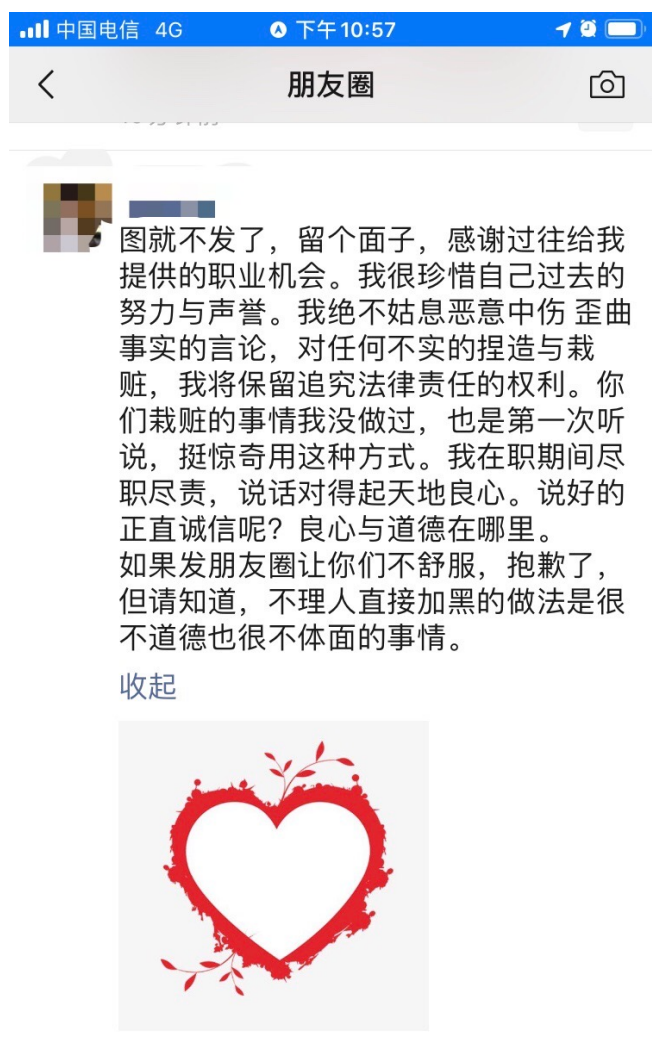 中国电信 4G 下午10:57
朋友圈
图就不发了，留个面子，感谢过往给我
提供的职业机会。我很珍惜自己过去的
努力与声誉。我绝不姑息恶意中伤 歪曲
事实的言论，对任何不实的捏造与栽
赃，我将保留追究法律责任的权利。你
们栽赃的事情我没做过，也是第一次听
说，挺惊奇用这种方式。我在职期间尽
职尽责，说话对得起天地良心。说好的
正直诚信呢？良心与道德在哪里。
如果发朋友圈让你们不舒服，抱歉了，
但请知道，不理人直接加黑的做法是很
不道德也很不体面的事情。
收起